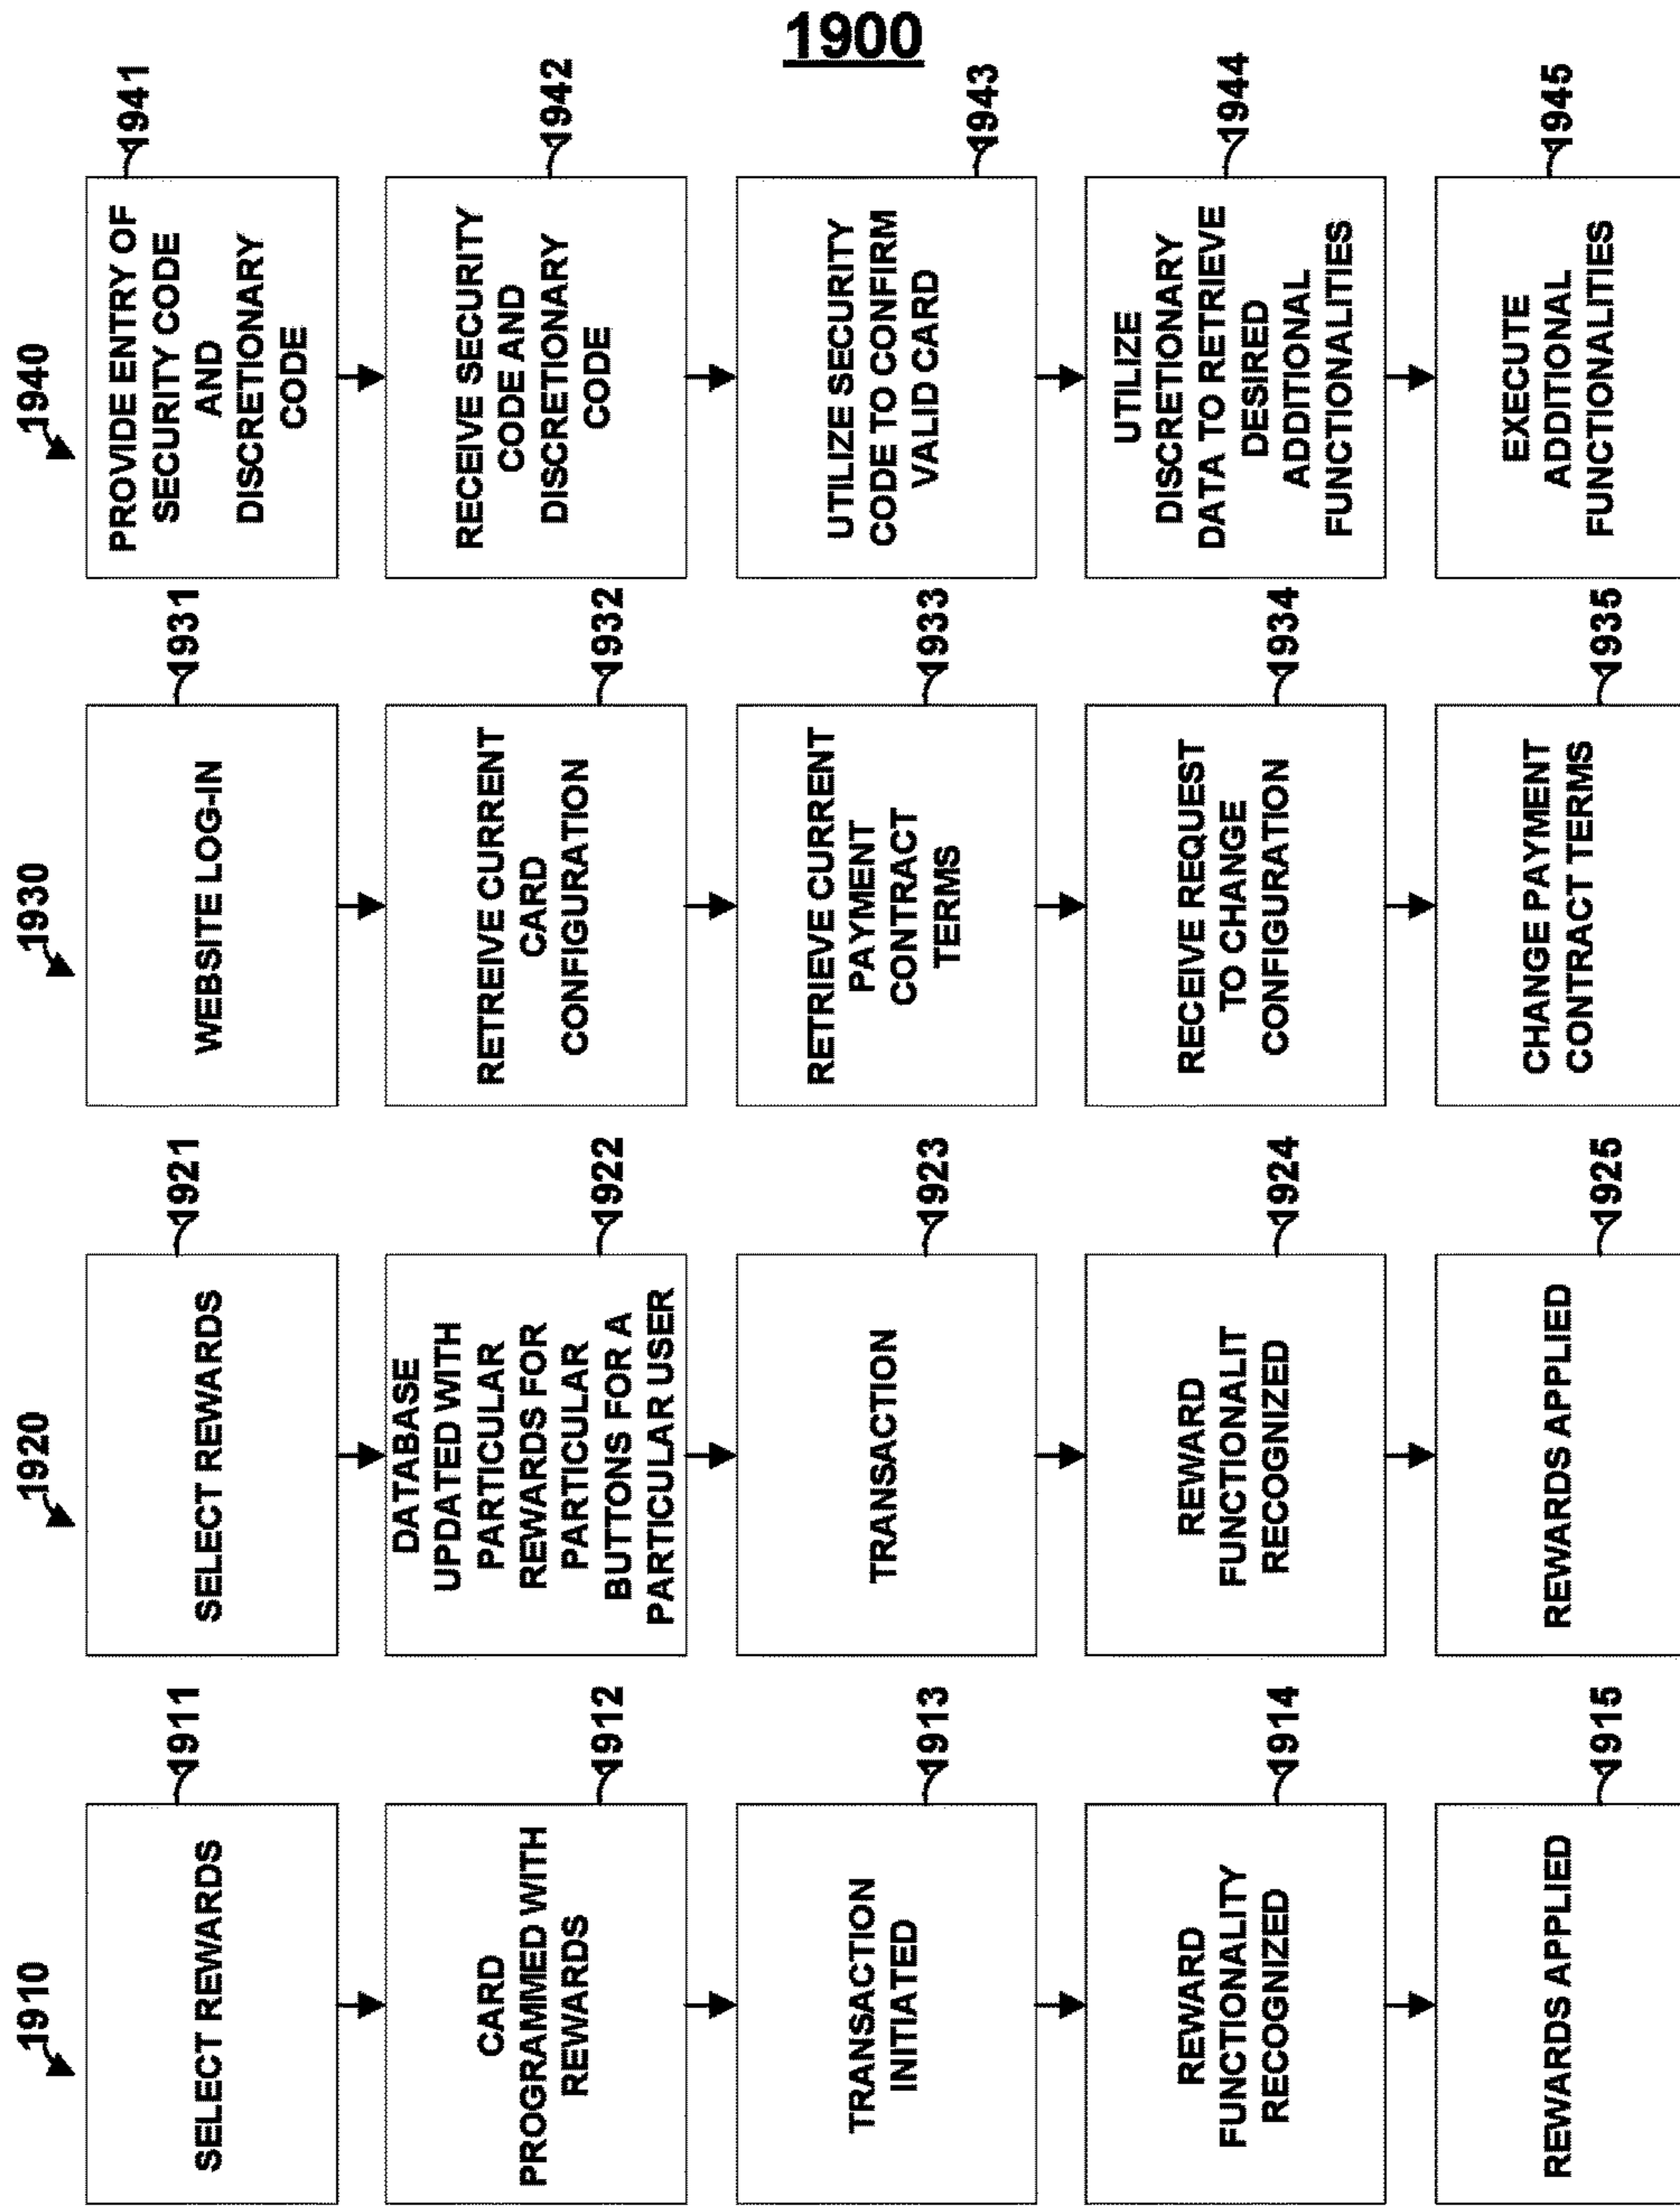 1900
1910
SELECT REWARDS
1911
CARD
PROGRAMMED WITH
REWARDS
1912
TRANSACTION
INITIATED
1913
REWARD
FUNCTIONALITY
RECOGNIZED
1914
REWARDS APPLIED
1915
1920
SELECT REWARDS
1921
DATABASE
UPDATED WITH
PARTICULAR
REWARDS FOR
PARTICULAR
BUTTONS FOR A
PARTICULAR USER
1922
TRANSACTION
1923
REWARD
FUNCTIONALIT
RECOGNIZED
1924
REWARDS APPLIED
1925
1930
WEBSITE LOG-IN
1931
RETREIVE CURRENT
CARD
CONFIGURATION
1932
RETRIEVE CURRENT
PAYMENT
CONTRACT
TERMS
1933
RECEIVE REQUEST
TO CHANGE
CONFIGURATION
1934
CHANGE PAYMENT
CONTRACT TERMS
1935
1940
PROVIDE ENTRY OF
SECURITY CODE
AND
DISCRETIONARY
CODE
1941
RECEIVE SECURITY
CODE AND
DISCRETIONARY
CODE
1942
UTILIZE SECURITY
CODE TO CONFIRM
VALID CARD
1943
UTILIZE
DISCRETIONARY
DATA TO RETRIEVE
DESIRED
ADDITIONAL
FUNCTIONALITIES
1944
EXECUTE
ADDITIONAL
FUNCTIONALITIES
1945